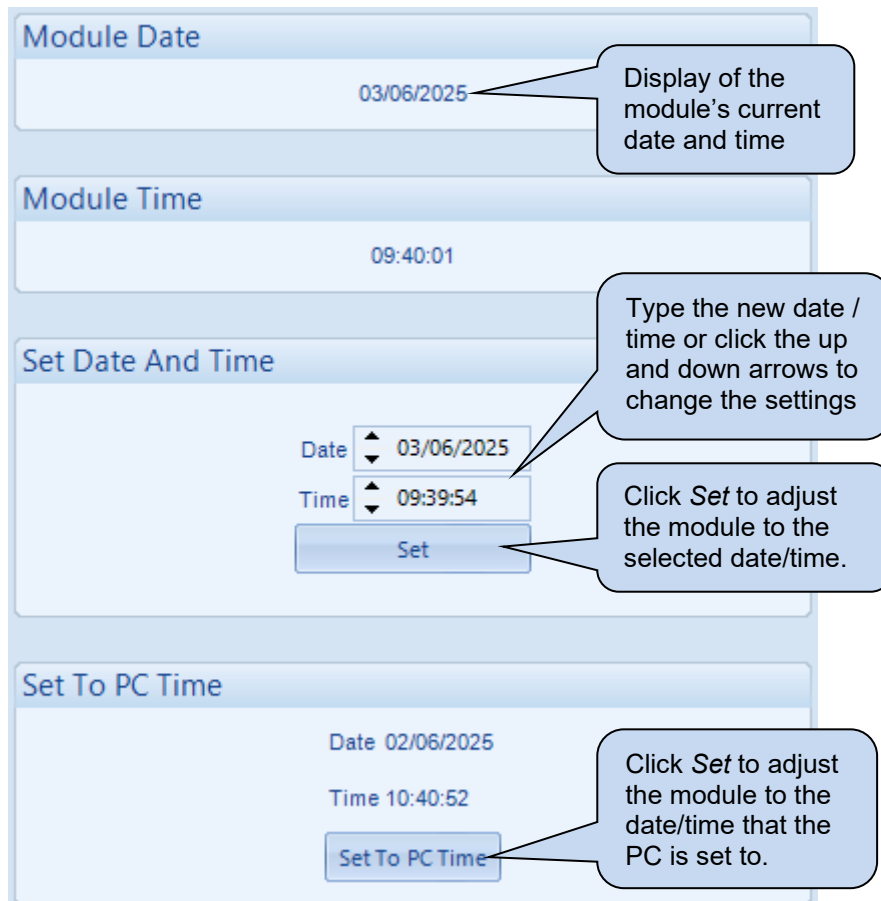 Module Date
03/06/2025
Display of the
module’s current
date and time
Module Time
09:40:01
Type the new date /
time or click the up
and down arrows to
change the settings
Set Date And Time
Date 03/06/2025
Time 09:39:54
Set
Click Set to adjust
the module to the
selected date/time.
Set To PC Time
Date 02/06/2025
Time 10:40:52
Set To PC Time
Click Set to adjust
the module to the
date/time that the
PC is set to.